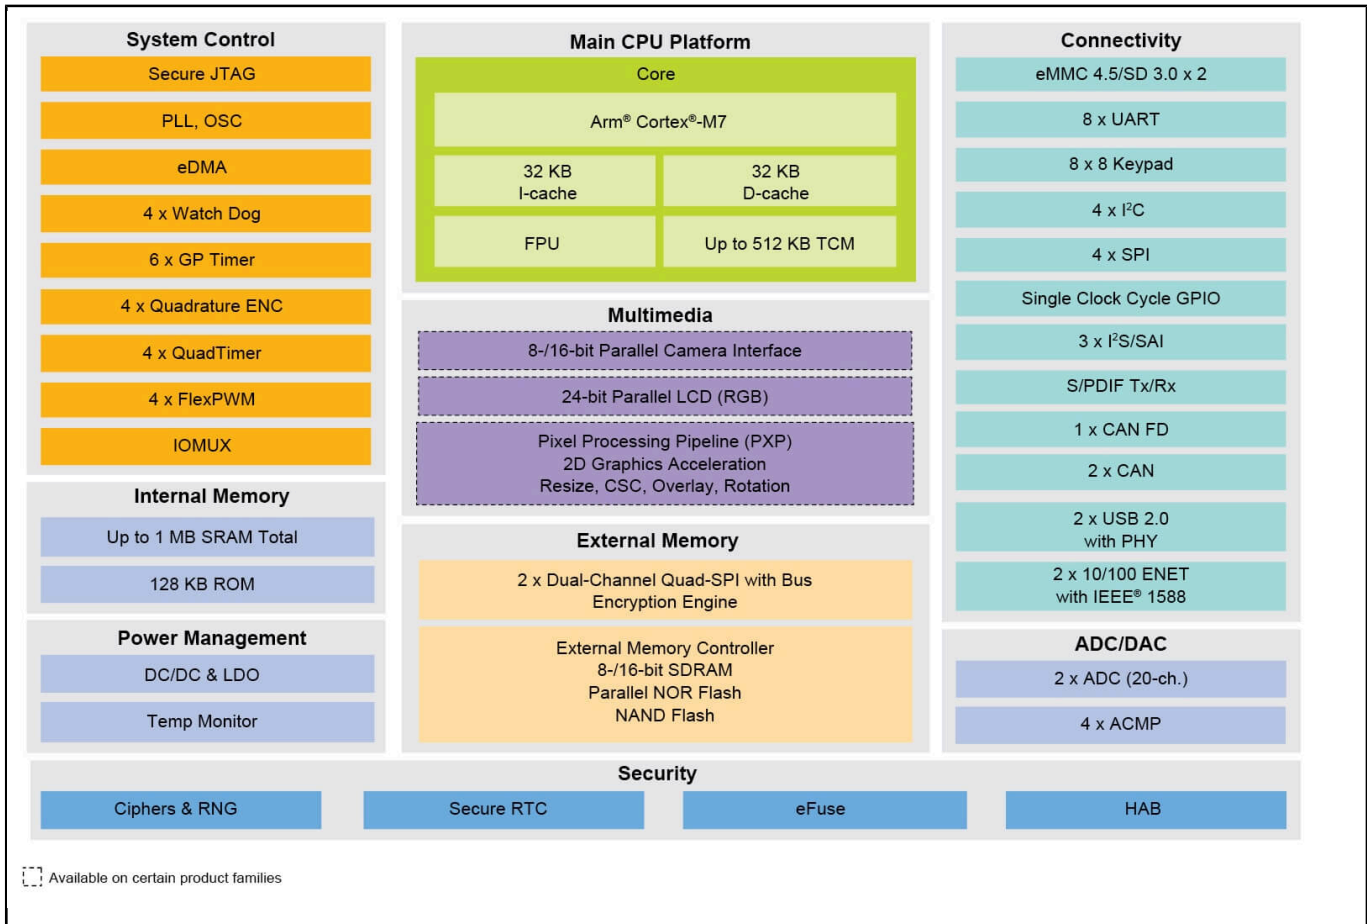 System Control
Secure JTAG
PLL, OSC
eDMA
4 x Watch Dog
6 x GP Timer
4 x Quadrature ENC
4 x QuadTimer
4 x FlexPWM
IOMUX
Internal Memory
Up to 1 MB SRAM Total
128 KB ROM
Power Management
DC/DC & LDO
Temp Monitor
Main CPU Platform
Core
Arm® Cortex®-M7
32 KB
I-cache
32 KB
D-cache
FPU
Up to 512 KB TCM
Multimedia
8-/16-bit Parallel Camera Interface
24-bit Parallel LCD (RGB)
Pixel Processing Pipeline (PXP)
2D Graphics Acceleration
Resize, CSC, Overlay, Rotation
External Memory
2 x Dual-Channel Quad-SPI with Bus
Encryption Engine
External Memory Controller
8-/16-bit SDRAM
Parallel NOR Flash
NAND Flash
Connectivity
eMMC 4.5/SD 3.0 x 2
8 x UART
8 x 8 Keypad
4 x I²C
4 x SPI
Single Clock Cycle GPIO
3 x I²S/SAI
S/PDIF Tx/Rx
1 x CAN FD
2 x CAN
2 x USB 2.0
with PHY
2 x 10/100 ENET
with IEEE® 1588
ADC/DAC
2 x ADC (20-ch.)
4 x ACMP
Security
Ciphers & RNG
Secure RTC
eFuse
HAB
Available on certain product families